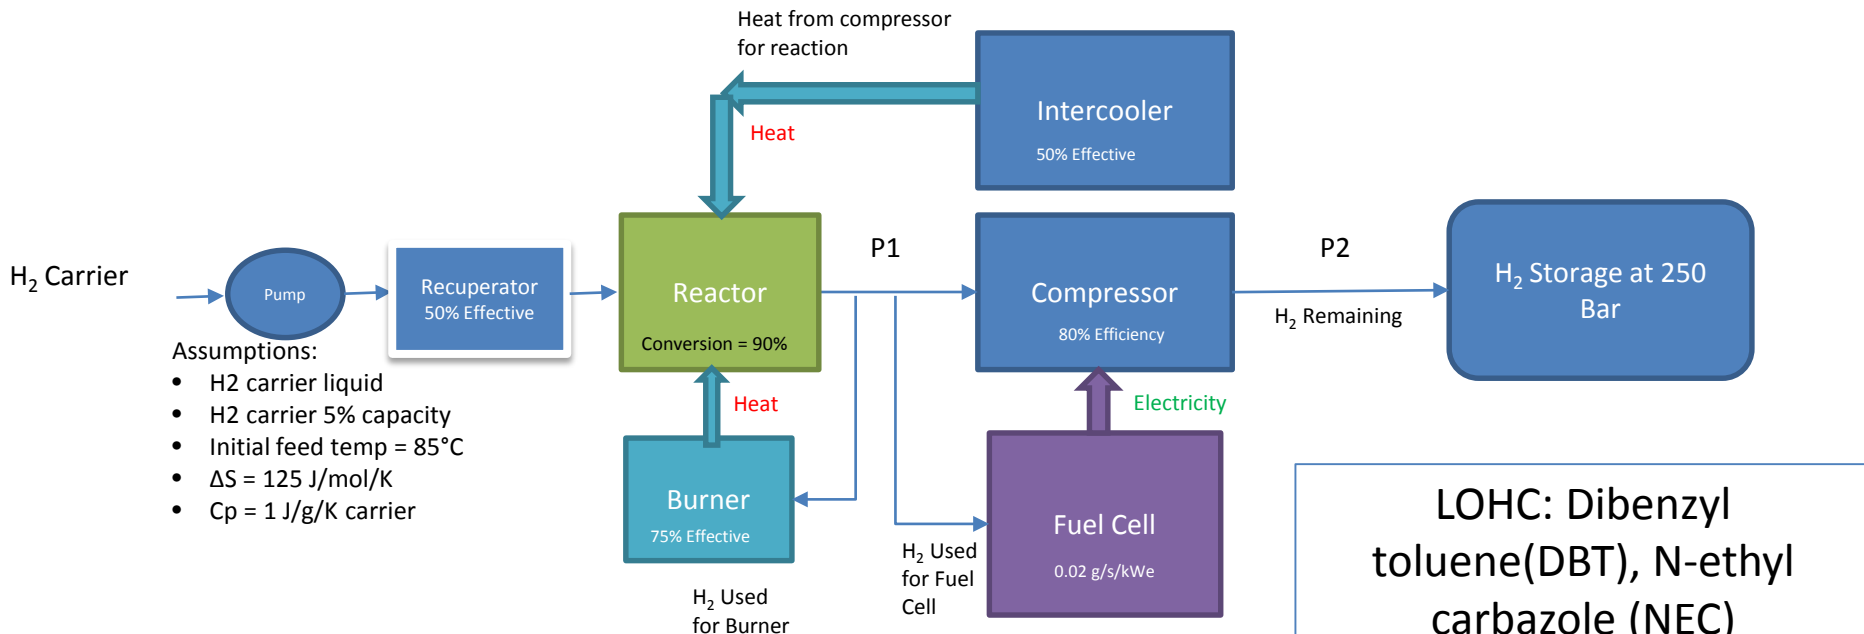 Heat from compressor
for reaction
Intercooler
50% Effective
Heat
H₂ Carrier
Pump
Recuperator
50% Effective
Reactor
Conversion = 90%
P1
Compressor
80% Efficiency
P2
H₂ Remaining
H₂ Storage at 250
Bar
Assumptions:
• H2 carrier liquid
• H2 carrier 5% capacity
• Initial feed temp = 85°C
• ΔS = 125 J/mol/K
• Cp = 1 J/g/K carrier
Heat
Electricity
Burner
75% Effective
H₂ Used
for Burner
H₂ Used
for Fuel
Cell
Fuel Cell
0.02 g/s/kWe
LOHC: Dibenzyl
toluene(DBT), N-ethyl
carbazole (NEC)